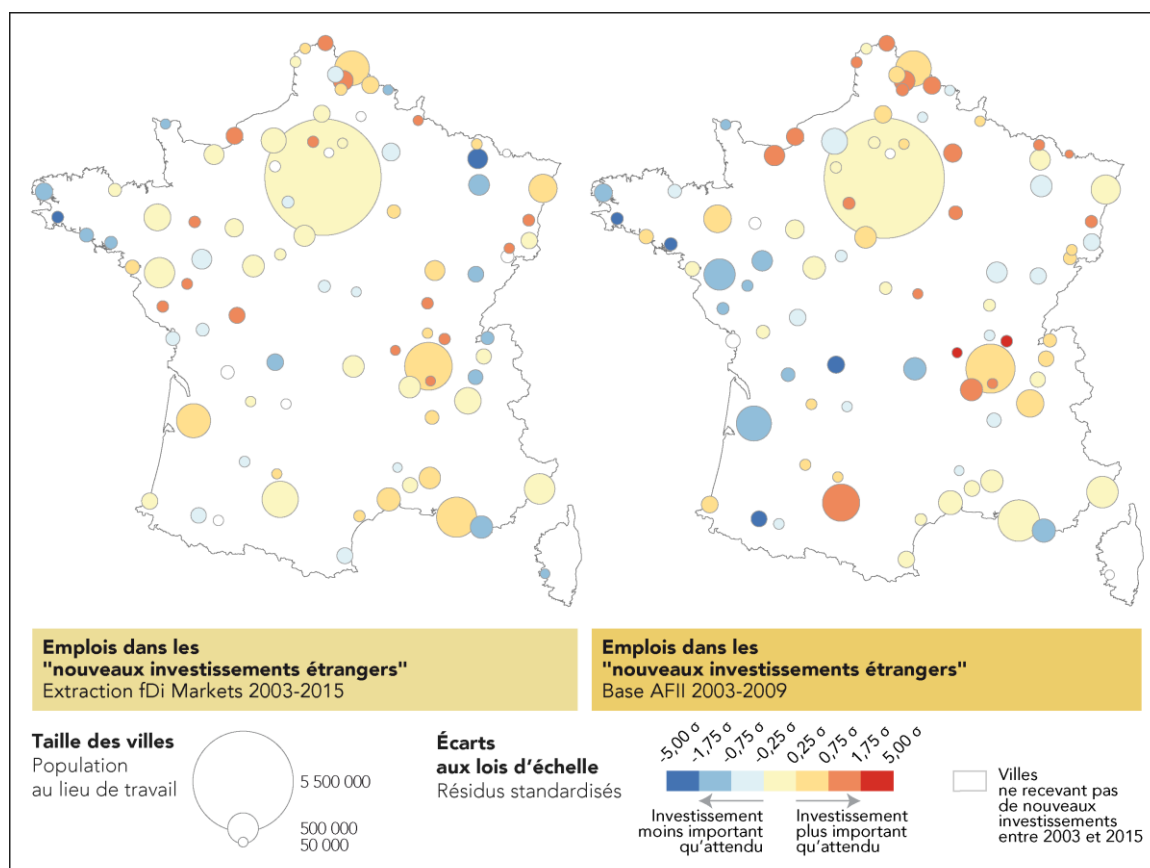 Emplois dans les
"nouveaux investissements étrangers"
Extraction fDi Markets 2003-2015
Emplois dans les
"nouveaux investissements étrangers"
Base AFII 2003-2009
Taille des villes
Population
au lieu de travail
5 500 000
500 000
50 000
Écarts
aux lois d'échelle
Résidus standardisés
-5,00 σ
-1,75 σ
-0,75 σ
-0,25 σ
0,25 σ
0,75 σ
1,75 σ
5,00 σ
Investissement
moins important
qu'attendu
Investissement
plus important
qu'attendu
Villes
ne recevant pas
de nouveaux
investissements
entre 2003 et 2015